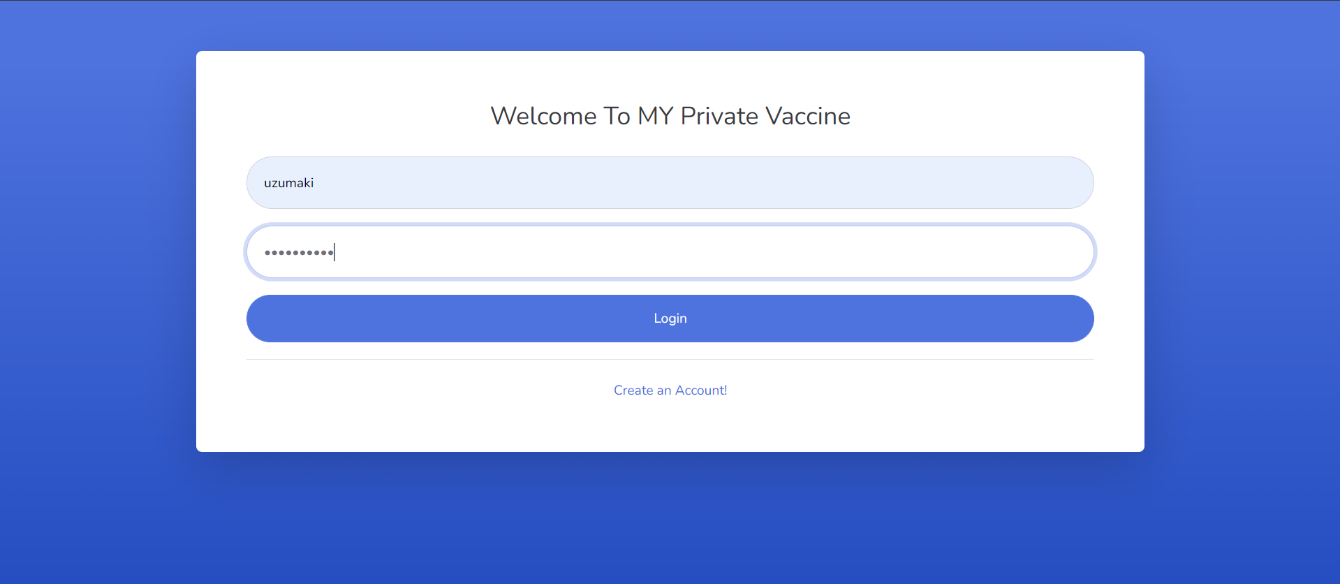 Welcome To MY Private Vaccine
uzumaki
••••••••••
Login
Create an Account!